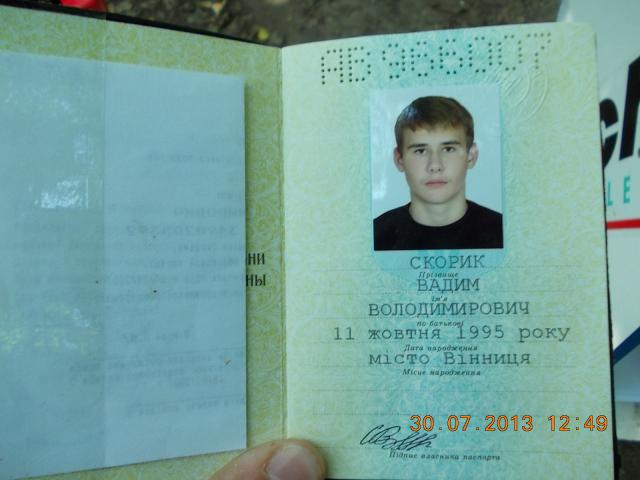 ни
ны
АВ 966007
СКОРИК
Прізвище
ВАДИМ
Ім'я
ВОЛОДИМИРОВИЧ
по батькові
11 жовтня 1995 року
Дата народження
місто Вінниця
Місце народження
30.07.2013 12:49
Підпис власника паспорта
LE